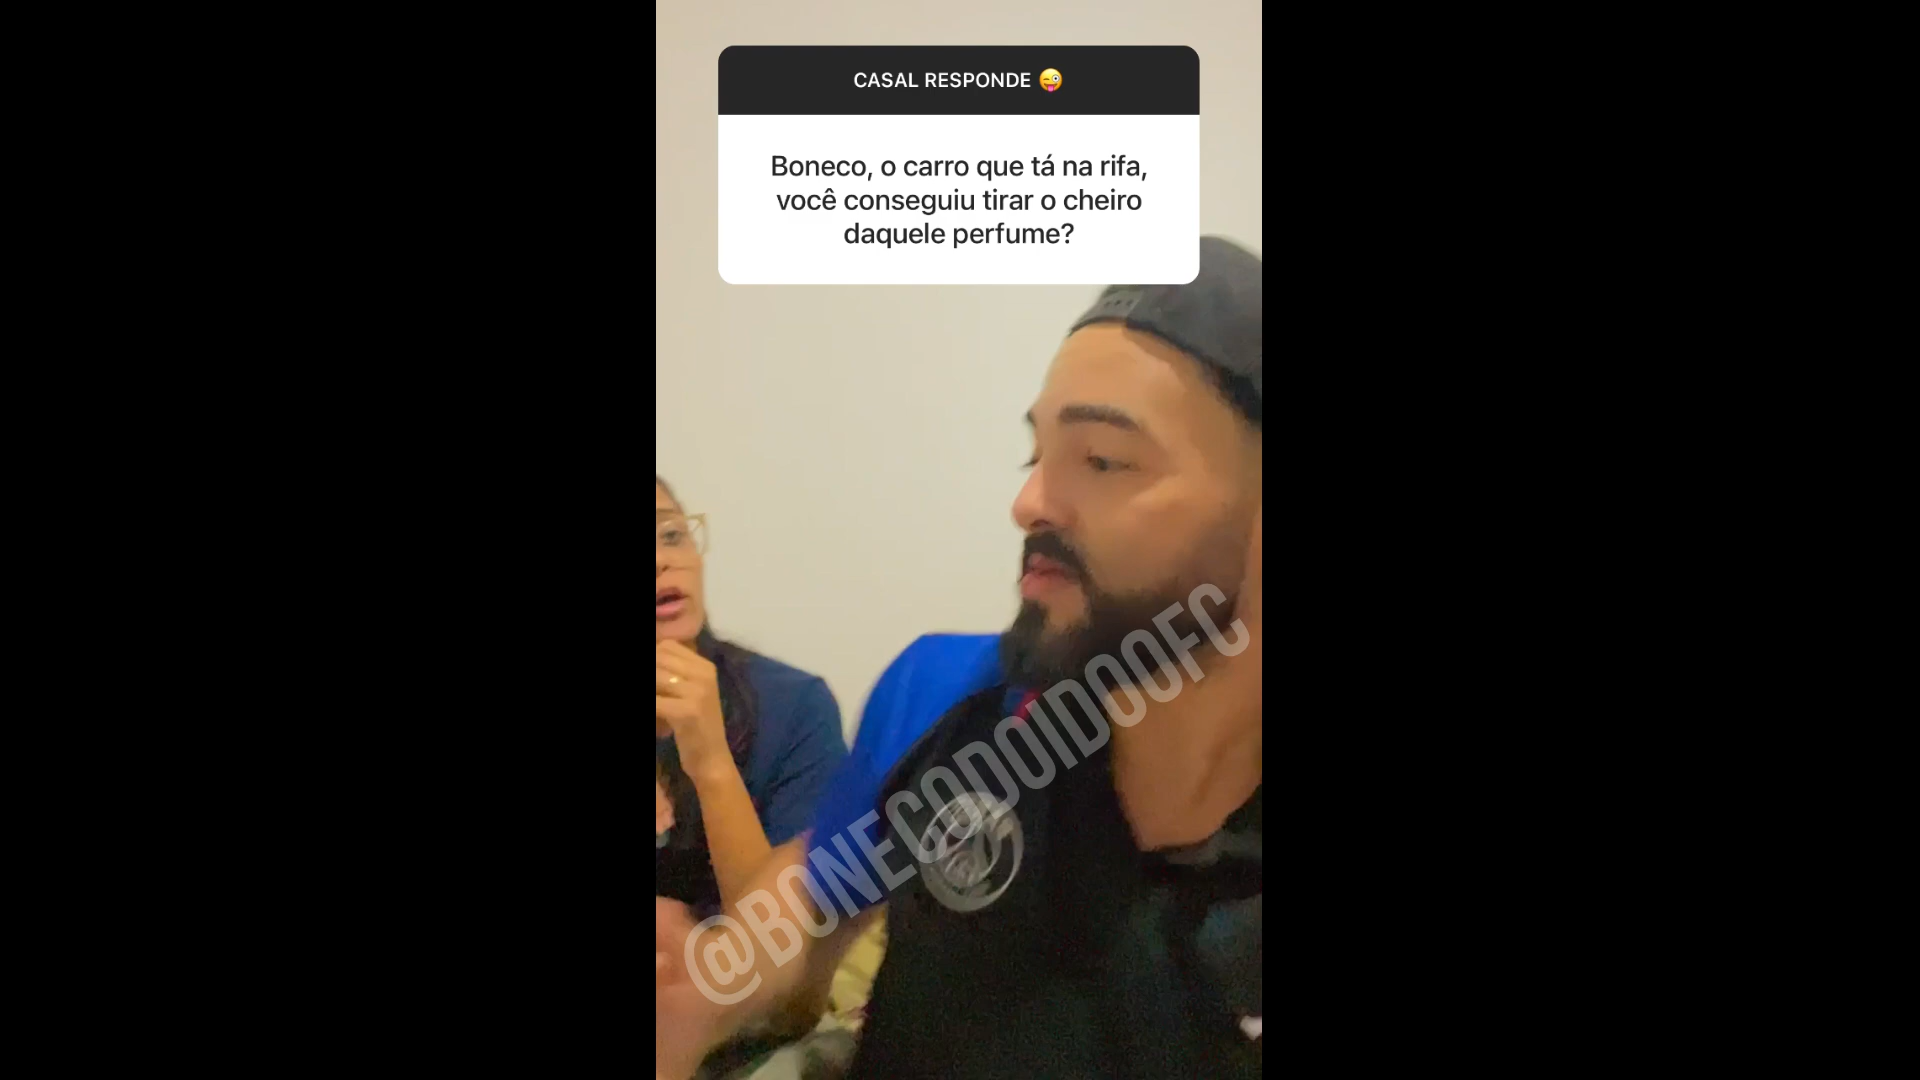 CASAL RESPONDE 😜
Boneco, o carro que tá na rifa,
você conseguiu tirar o cheiro
daquele perfume?
@BONECODOIDOOFC